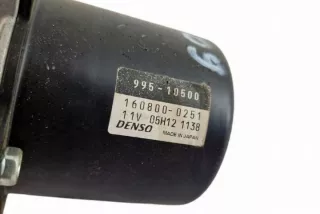 995-10500
160800-0251
11V 05H12 1138
DENSO MADE IN JAPAN